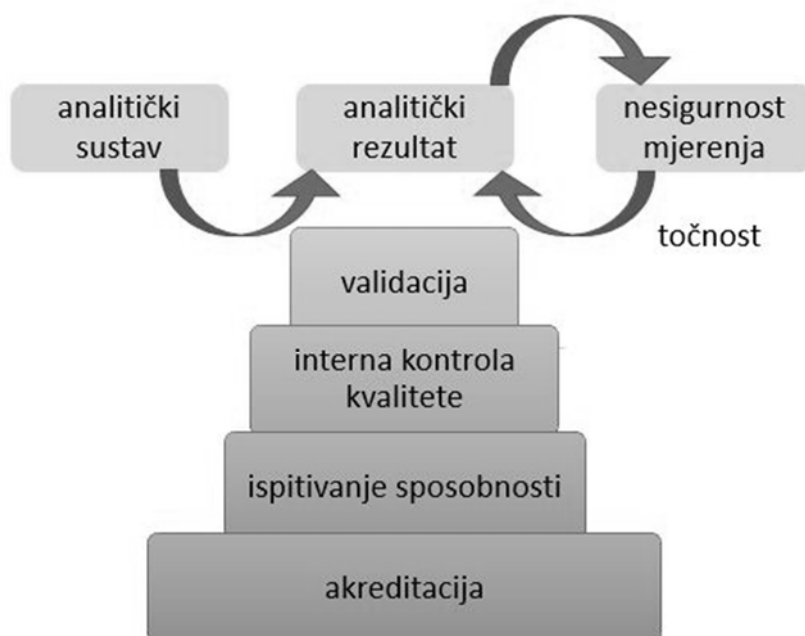 analitički
sustav
analitički
rezultat
nesigurnost
mjerenja
točnost
validacija
interna kontrola
kvalitete
ispitivanje sposobnosti
akreditacija